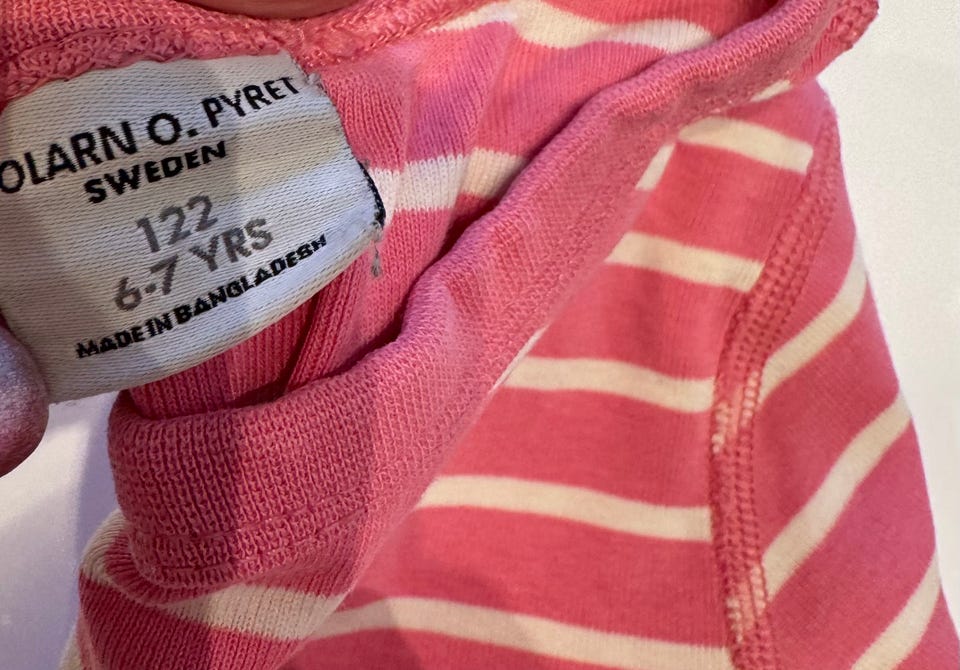 OLARN O. PYRET
SWEDEN
122
6-7 YRS
MADE IN BANGLADESH